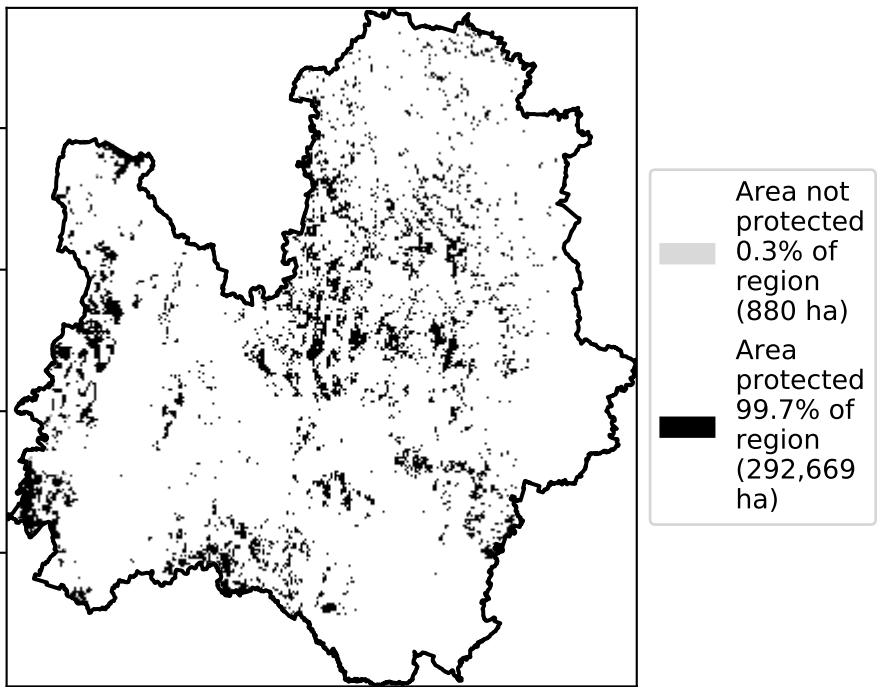 Area not
protected
0.3% of
region
(880 ha)
Area
protected
99.7% of
region
(292,669
ha)